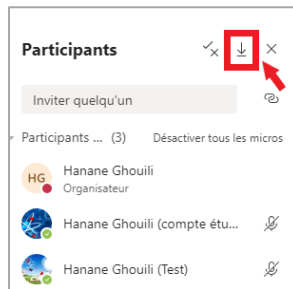 Participants
Inviter quelqu'un
Participants ... (3) Désactiver tous les micros
HG
Hanane Ghouili
Organisateur
Hanane Ghouili (compte étu...
Hanane Ghouili (Test)